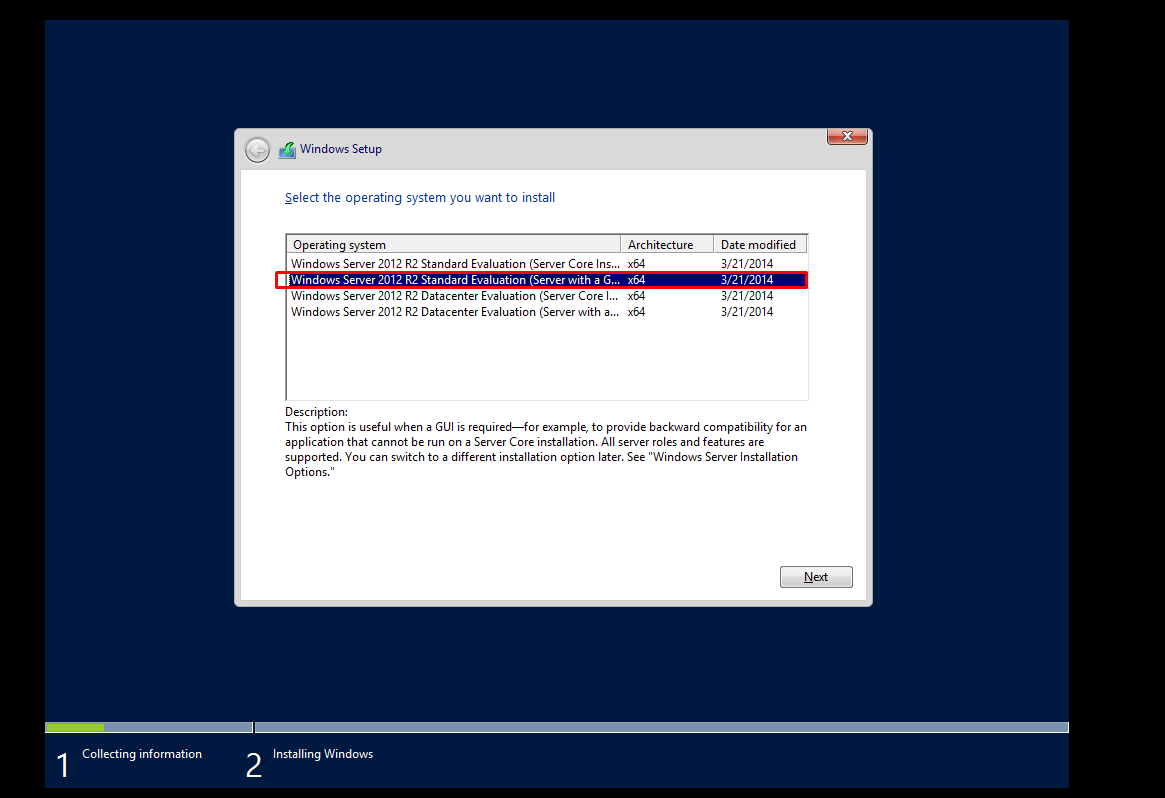 Windows Setup
Select the operating system you want to install
Operating system Architecture Date modified
Windows Server 2012 R2 Standard Evaluation (Server Core Ins... x64 3/21/2014
Windows Server 2012 R2 Standard Evaluation (Server with a G... x64 3/21/2014
Windows Server 2012 R2 Datacenter Evaluation (Server Core I... x64 3/21/2014
Windows Server 2012 R2 Datacenter Evaluation (Server with a... x64 3/21/2014
Description:
This option is useful when a GUI is required—for example, to provide backward compatibility for an
application that cannot be run on a Server Core installation. All server roles and features are
supported. You can switch to a different installation option later. See "Windows Server Installation
Options."
Next
1 Collecting information 2 Installing Windows